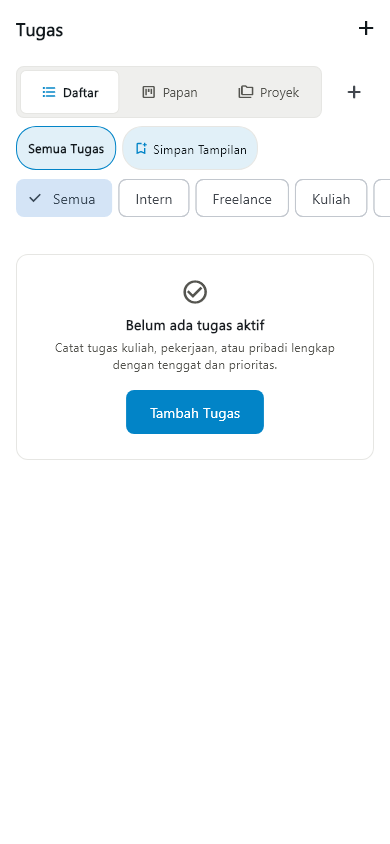 Tugas
Daftar
Papan
Proyek
Semua Tugas
Simpan Tampilan
Semua
Intern
Freelance
Kuliah
Belum ada tugas aktif
Catat tugas kuliah, pekerjaan, atau pribadi lengkap
dengan tenggat dan prioritas.
Tambah Tugas